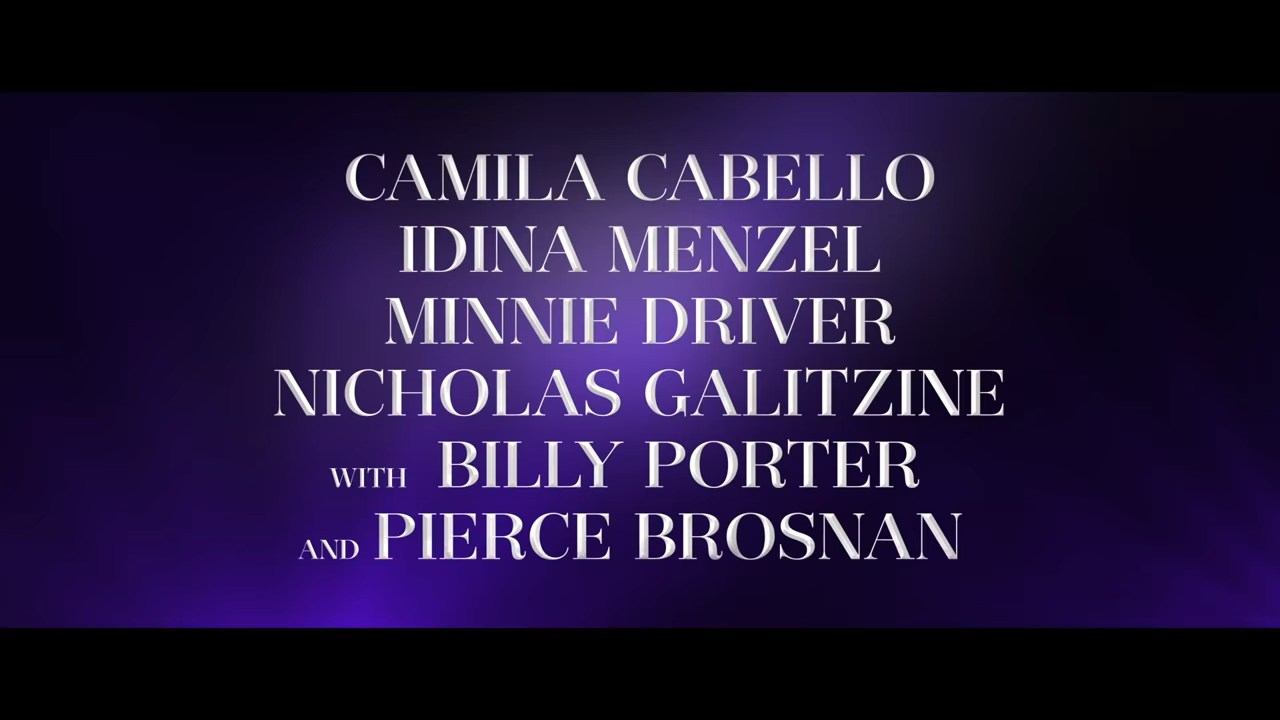 CAMILA CABELLO
IDINA MENZEL
MINNIE DRIVER
NICHOLAS GALITZINE
WITH BILLY PORTER
AND PIERCE BROSNAN